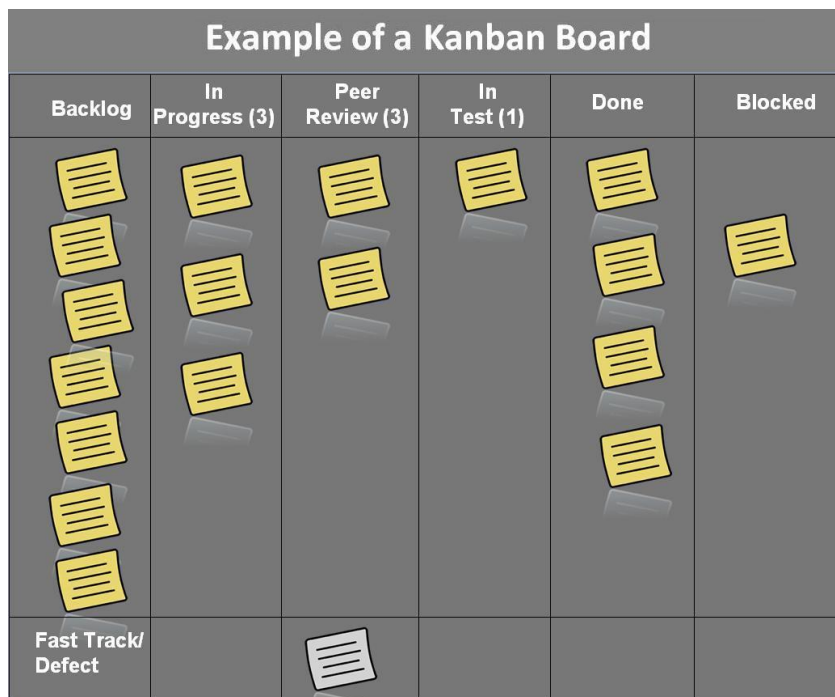 Example of a Kanban Board
Backlog
In
Progress (3)
Peer
Review (3)
In
Test (1)
Done
Blocked
Fast Track/
Defect